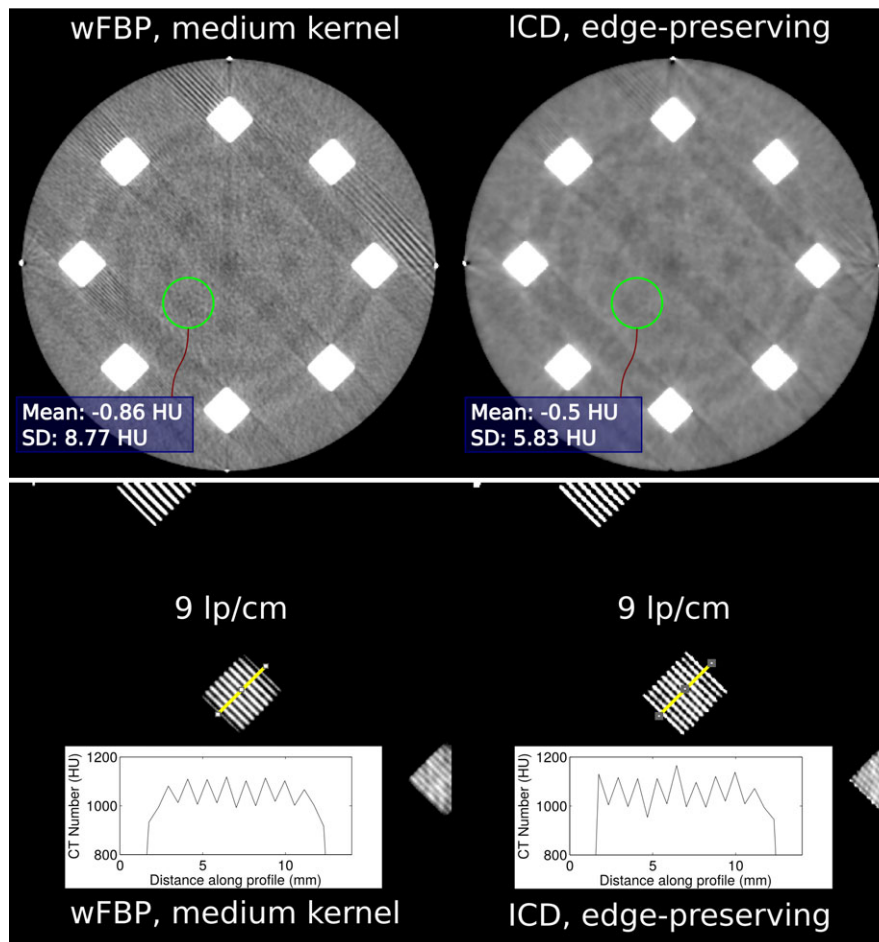 wFBP, medium kernel
ICD, edge-preserving
Mean: -0.86 HU
SD: 8.77 HU
Mean: -0.5 HU
SD: 5.83 HU
9 lp/cm
9 lp/cm
1200
1000
800
CT Number (HU)
0
5
10
Distance along profile (mm)
1200
1000
800
CT Number (HU)
0
5
10
Distance along profile (mm)
wFBP, medium kernel
ICD, edge-preserving